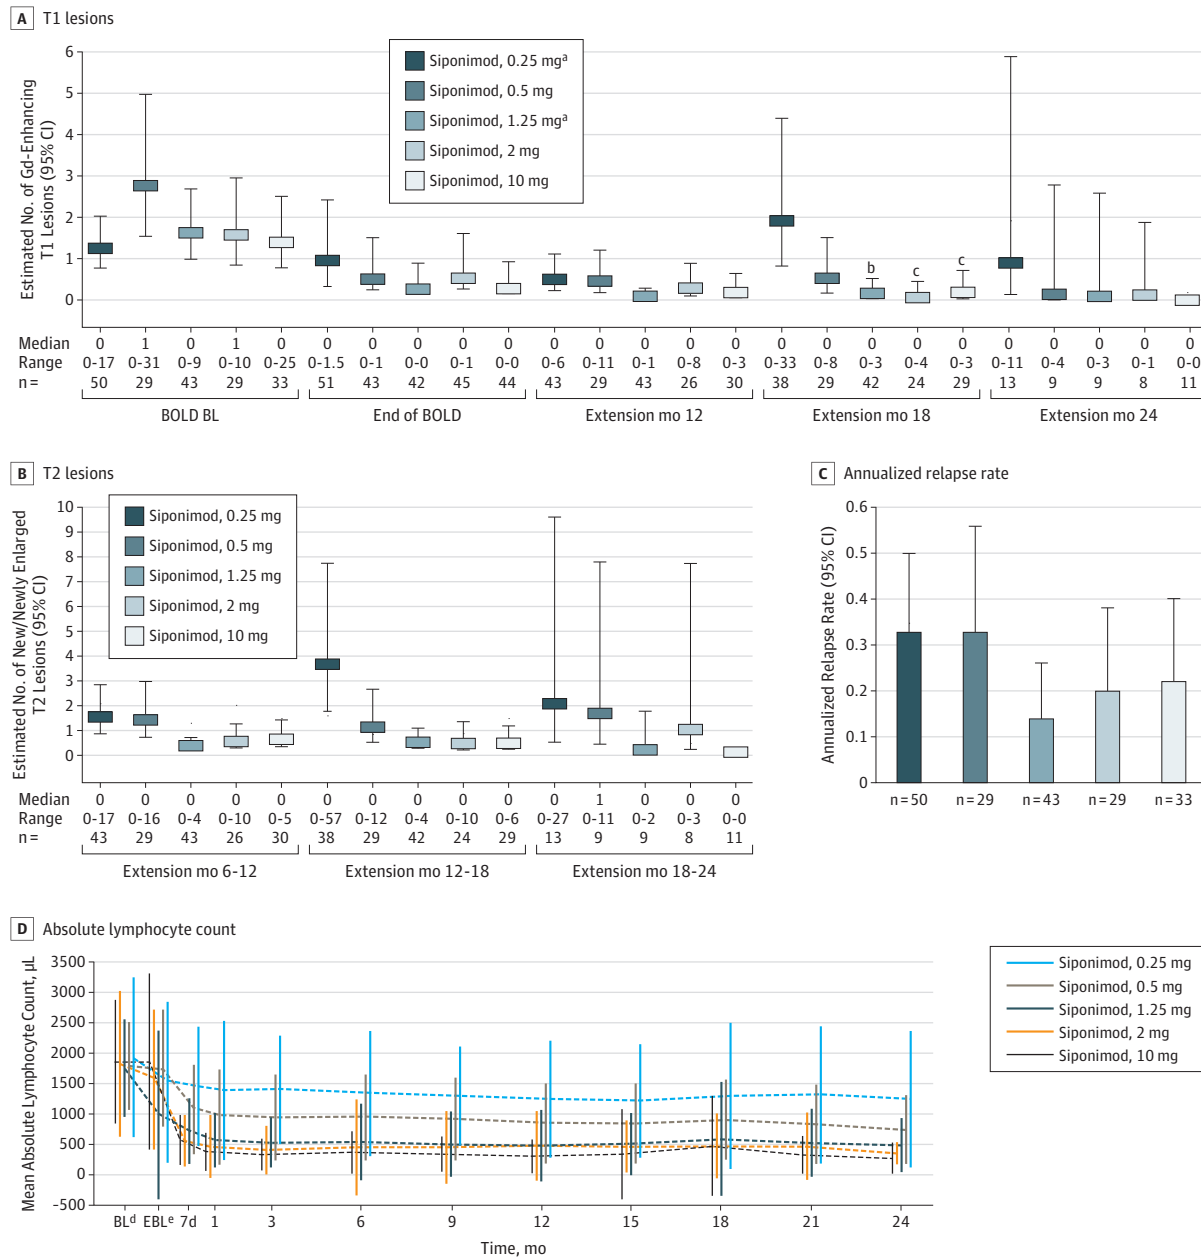 A T1 lesions
Estimated No. of Gd-Enhancing
T1 Lesions (95% CI)
6
5
4
3
2
1
0
Siponimod, 0.25 mgᵃ
Siponimod, 0.5 mg
Siponimod, 1.25 mgᵃ
Siponimod, 2 mg
Siponimod, 10 mg
b c c
Median 0 1 0 1 0 0 0 0 0 0 0 0 0 0 0 0 0 0 0 0 0 0 0 0 0
Range 0-17 0-31 0-9 0-10 0-25 0-1.5 0-1 0-0 0-1 0-0 0-6 0-11 0-1 0-8 0-3 0-33 0-8 0-3 0-4 0-3 0-11 0-4 0-3 0-1 0-0
n = 50 29 43 29 33 51 43 42 45 44 43 29 43 26 30 38 29 42 24 29 13 9 9 8 11
BOLD BL End of BOLD Extension mo 12 Extension mo 18 Extension mo 24
B T2 lesions
Estimated No. of New/Newly Enlarged
T2 Lesions (95% CI)
10
9
8
7
6
5
4
3
2
1
0
Siponimod, 0.25 mg
Siponimod, 0.5 mg
Siponimod, 1.25 mg
Siponimod, 2 mg
Siponimod, 10 mg
Median 0 0 0 0 0 0 0 0 0 0 0 1 0 0 0
Range 0-17 0-16 0-4 0-10 0-5 0-57 0-12 0-4 0-10 0-6 0-27 0-11 0-2 0-3 0-0
n = 43 29 43 26 30 38 29 42 24 29 13 9 9 8 11
Extension mo 6-12 Extension mo 12-18 Extension mo 18-24
C Annualized relapse rate
Annualized Relapse Rate (95% CI)
0.6
0.5
0.4
0.3
0.2
0.1
0
n = 50 n = 29 n = 43 n = 29 n = 33
D Absolute lymphocyte count
Mean Absolute Lymphocyte Count, µL
3500
3000
2500
2000
1500
1000
500
0
-500
BLᵈ EBLᵉ 7d 1 3 6 9 12 15 18 21 24
Time, mo
Siponimod, 0.25 mg
Siponimod, 0.5 mg
Siponimod, 1.25 mg
Siponimod, 2 mg
Siponimod, 10 mg